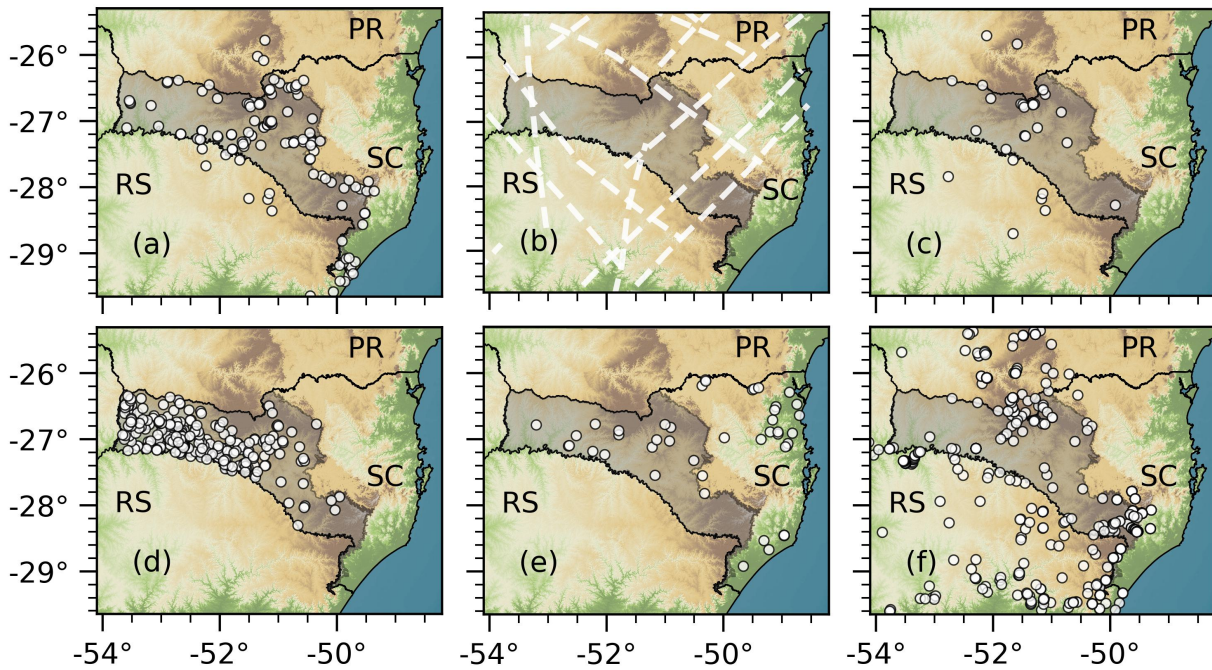 PR
PR
PR
-26°
-27°
SC
SC
SC
RS
RS
RS
-28°
(a)
(b)
(c)
-29°
PR
PR
PR
-26°
-27°
SC
SC
SC
RS
RS
RS
-28°
(d)
(e)
(f)
-29°
-54° -52° -50° -54° -52° -50° -54° -52° -50°